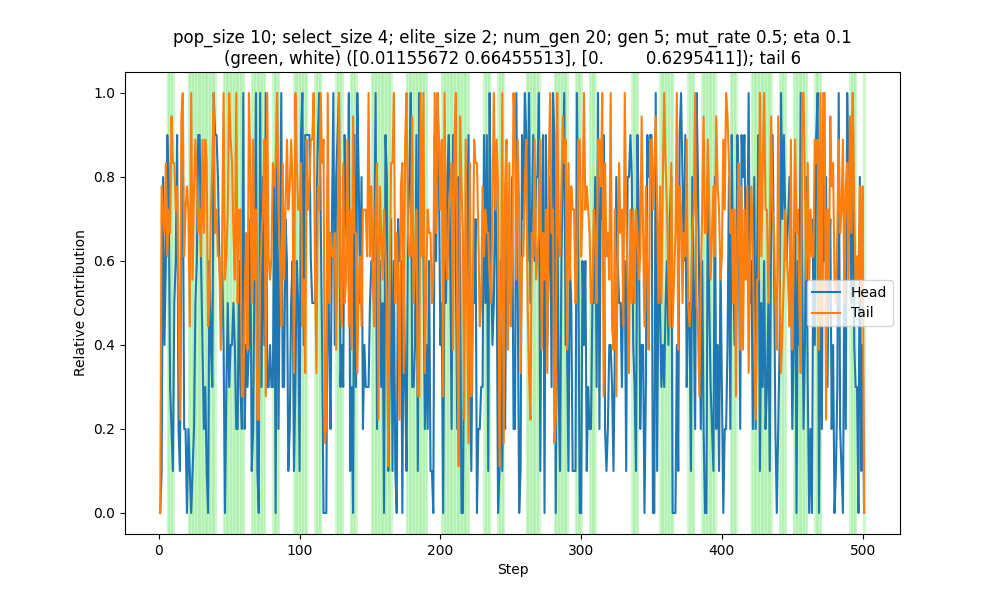 pop_size 10; select_size 4; elite_size 2; num_gen 20; gen 5; mut_rate 0.5; eta 0.1
(green, white) ([0.01155672 0.66455513], [0.         0.6295411]); tail 6
1.0
0.8
0.6
0.4
0.2
0.0
Relative Contribution
Head
Tail
0
100
200
300
400
500
Step